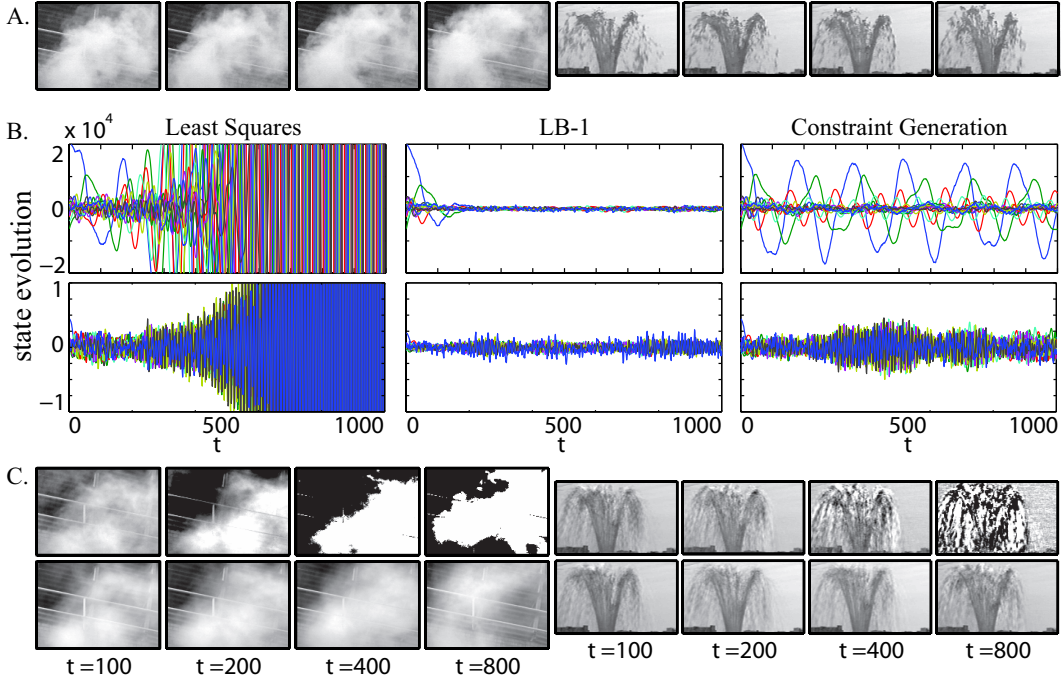 A.
B.
x 10^4
Least Squares
LB-1
Constraint Generation
2
0
−2
1
0
−1
state evolution
0
500
1000
0
500
1000
0
500
1000
t
t
t
C.
t =100
t =200
t =400
t =800
t =100
t =200
t =400
t =800